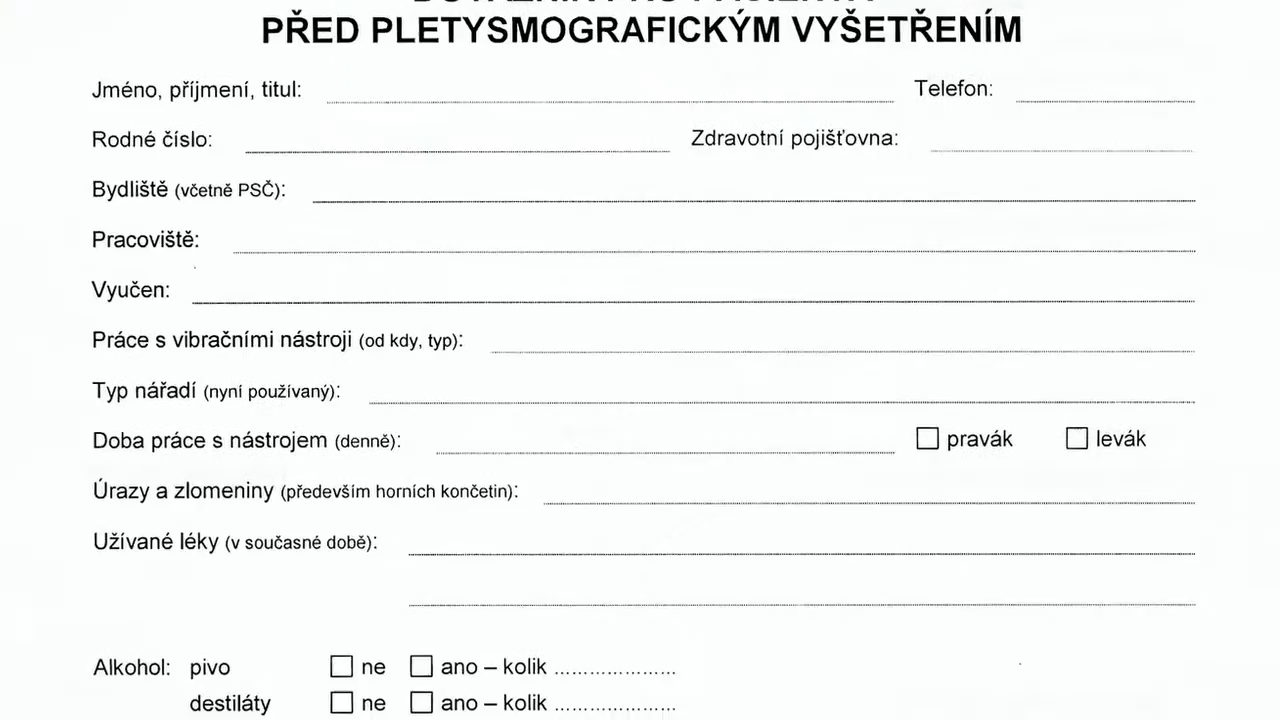 PŘED PLETYSMOGRAFICKÝM VYŠETŘENÍM
Jméno, příjmení, titul: Telefon:
Rodné číslo: Zdravotní pojišťovna:
Bydliště (včetně PSČ):
Pracoviště:
Vyučen:
Práce s vibračními nástroji (od kdy, typ):
Typ nářadí (nyní používaný):
Doba práce s nástrojem (denně): ☐ pravák ☐ levák
Úrazy a zlomeniny (především horních končetin):
Užívané léky (v současné době):
Alkohol: pivo ☐ ne ☐ ano – kolik .....................
destiláty ☐ ne ☐ ano – kolik .....................